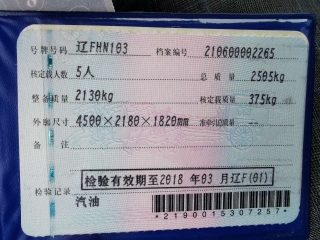 号牌号码 辽FHN103 档案编号 210600002265
核定载人数 5人 总质量 2505kg
整备质量 2130kg 核定载质量 375kg
外廓尺寸 4500×2180×1820mm 准牵引总质量 --
备注
检验有效期至2018年03月辽F(01)
检验记录
汽油
*2190015307257*